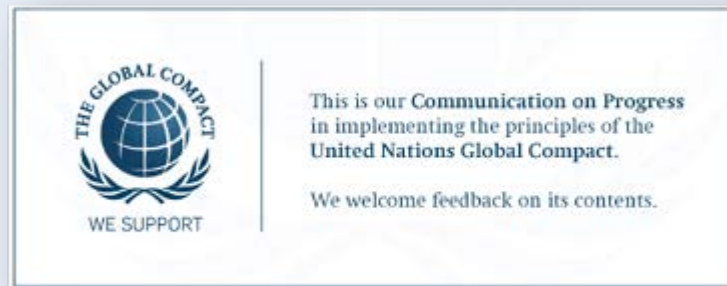 THE GLOBAL COMPACT
WE SUPPORT
This is our Communication on Progress
in implementing the principles of the
United Nations Global Compact.
We welcome feedback on its contents.